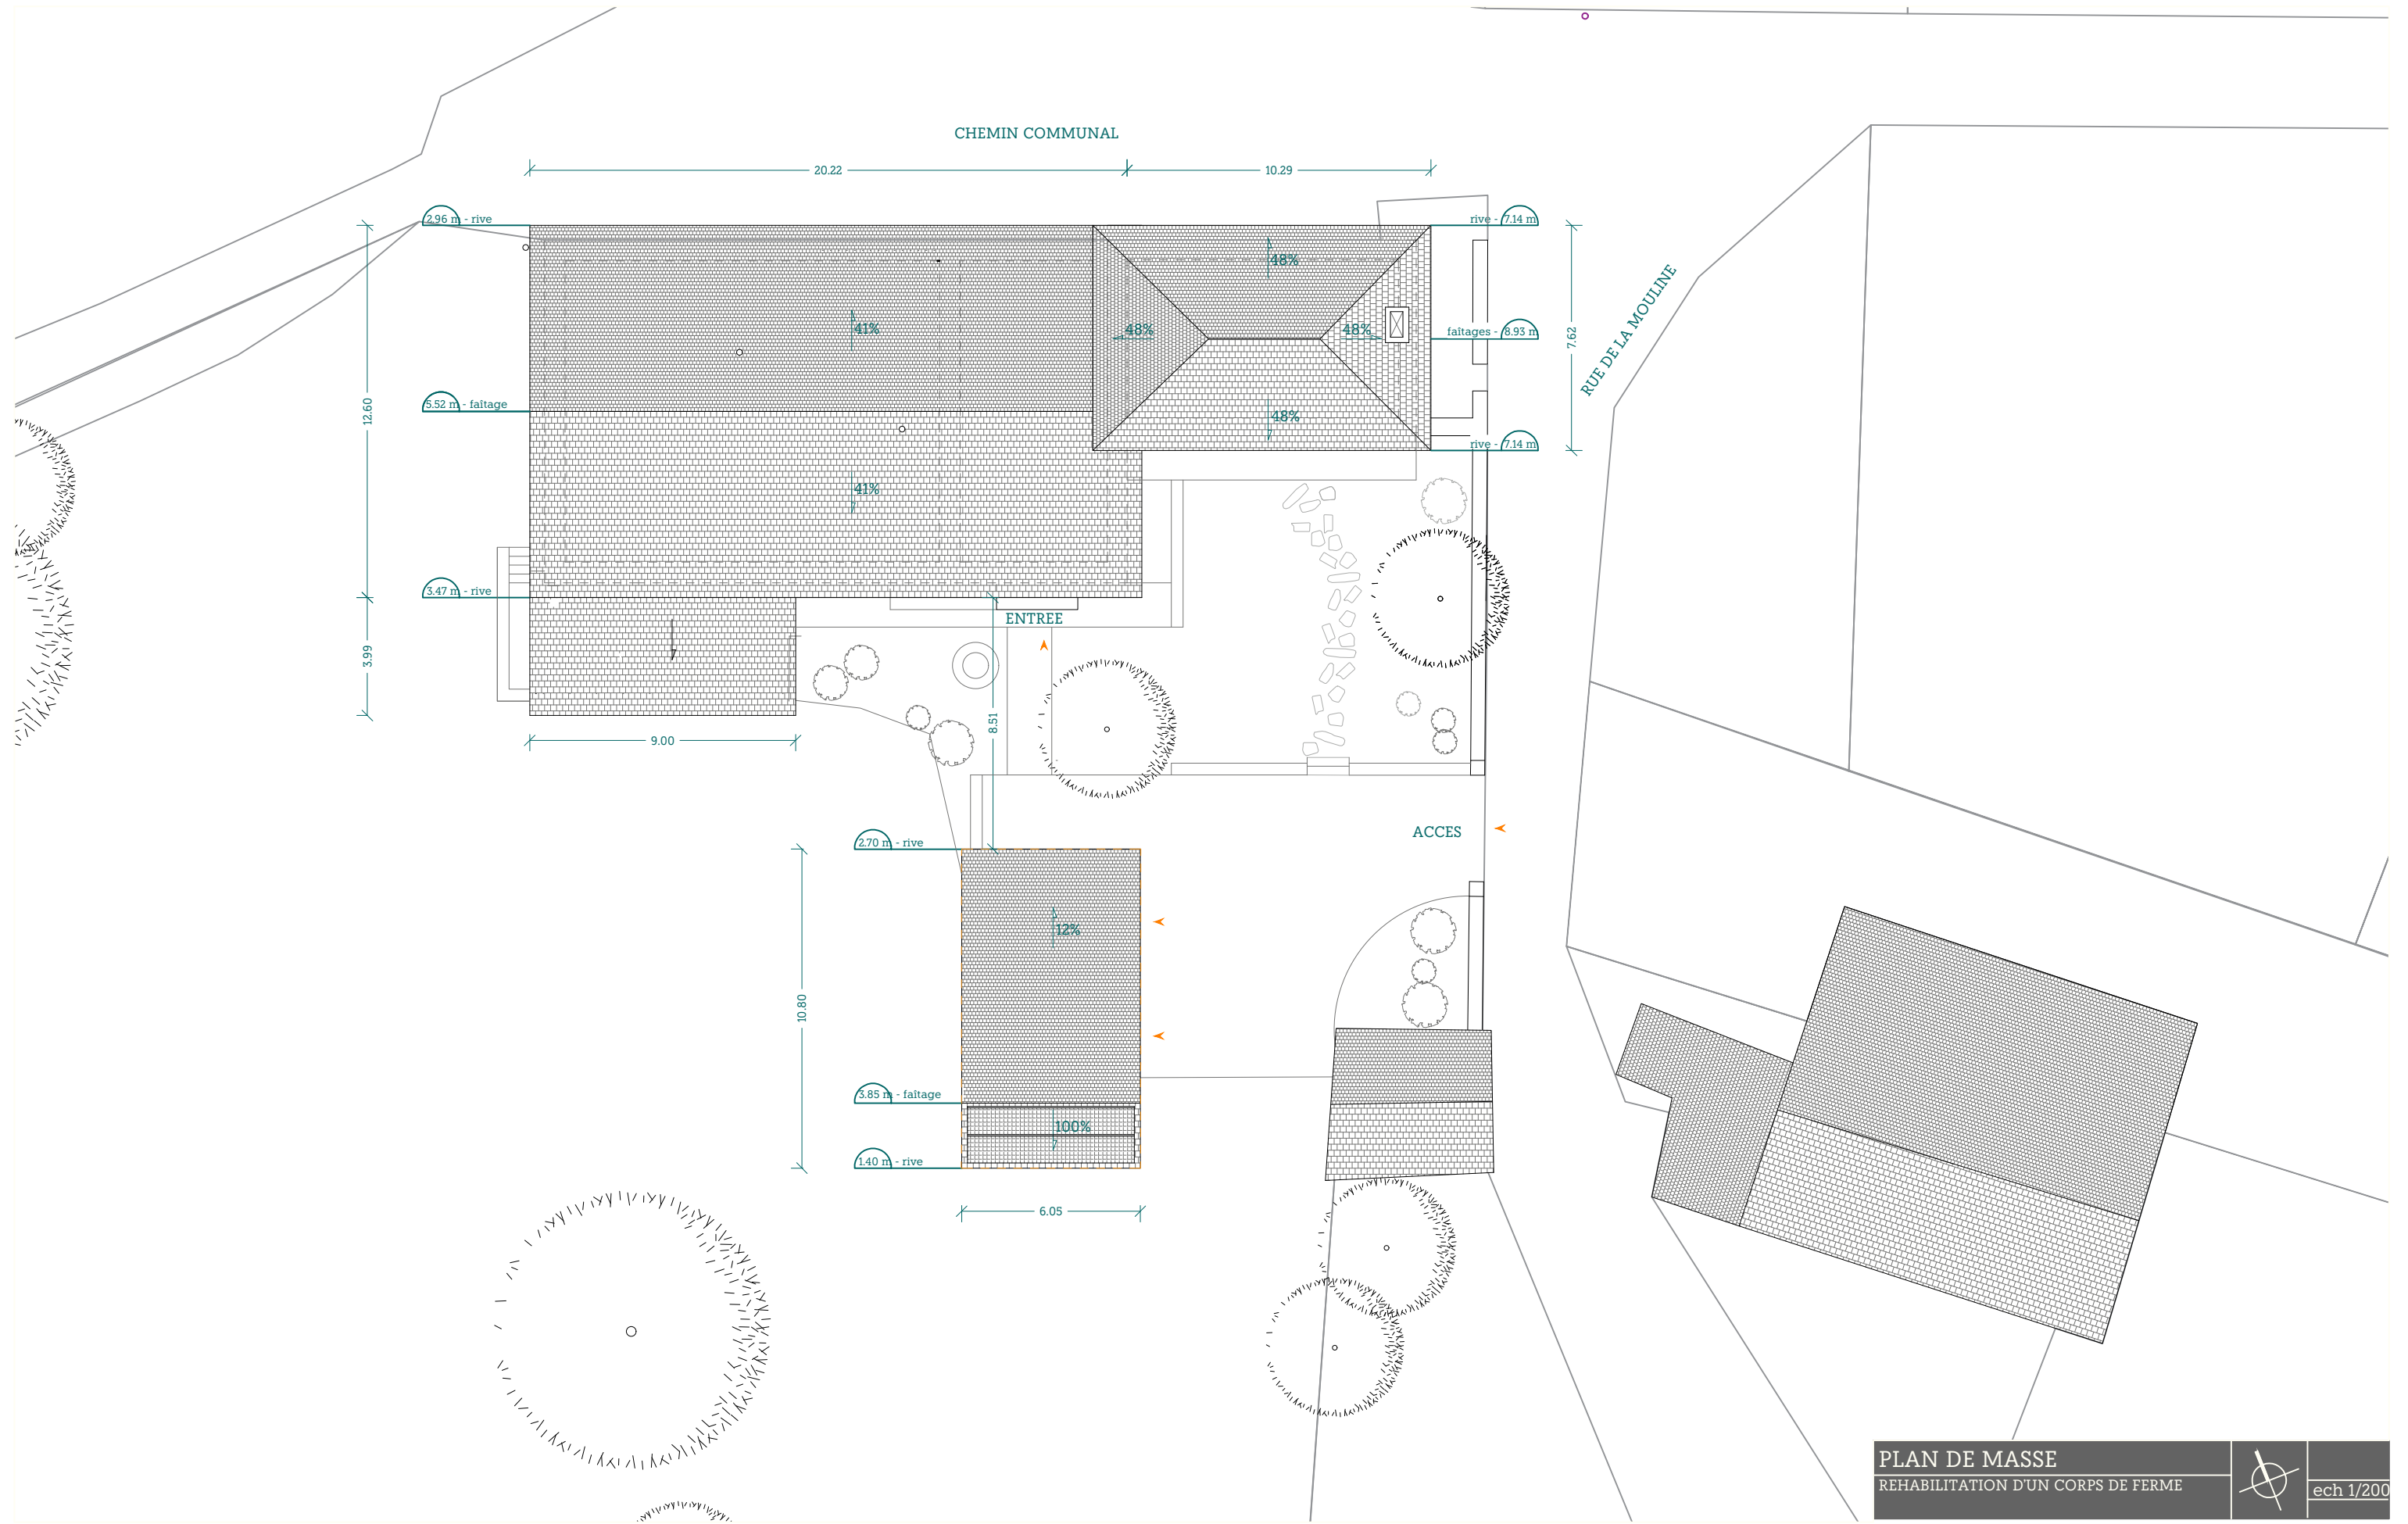 CHEMIN COMMUNAL
20.22
10.29
2.96 m - rive
rive - 7.14 m
48%
41%
48%
48%
faîtages - 8.93 m
7.62
RUE DE LA MOULINE
12.60
5.52 m - faîtage
48%
rive - 7.14 m
41%
3.47 m - rive
ENTREE
3.99
8.51
9.00
ACCES
2.70 m - rive
12%
10.80
3.85 m - faîtage
100%
1.40 m - rive
6.05
PLAN DE MASSE
REHABILITATION D'UN CORPS DE FERME
ech 1/200